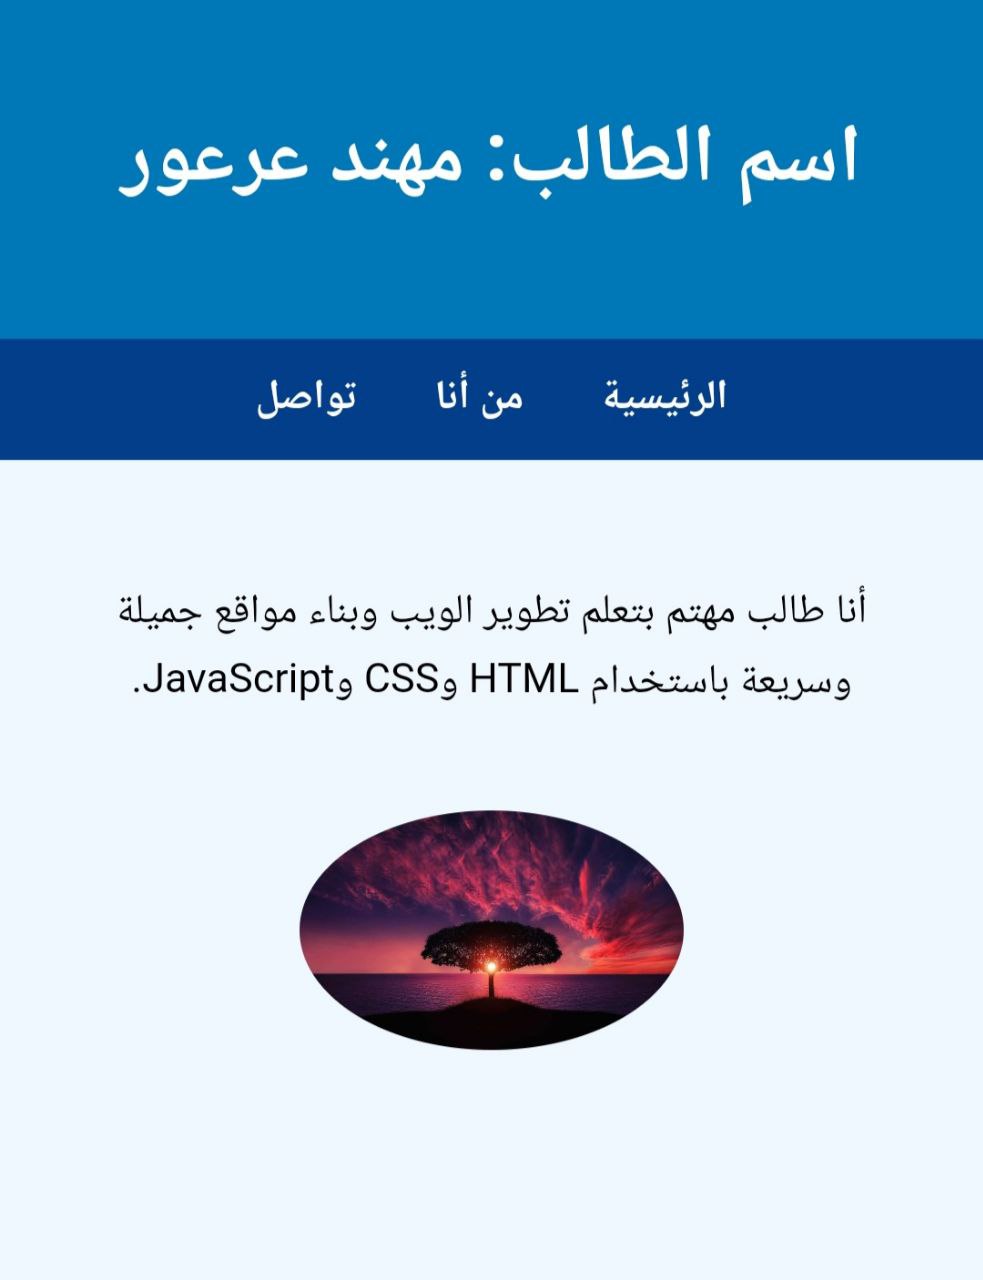 اسم الطالب: مهند عرعور
الرئيسية من أنا تواصل
أنا طالب مهتم بتعلم تطوير الويب وبناء مواقع جميلة
وسريعة باستخدام HTML وCSS وJavaScript.